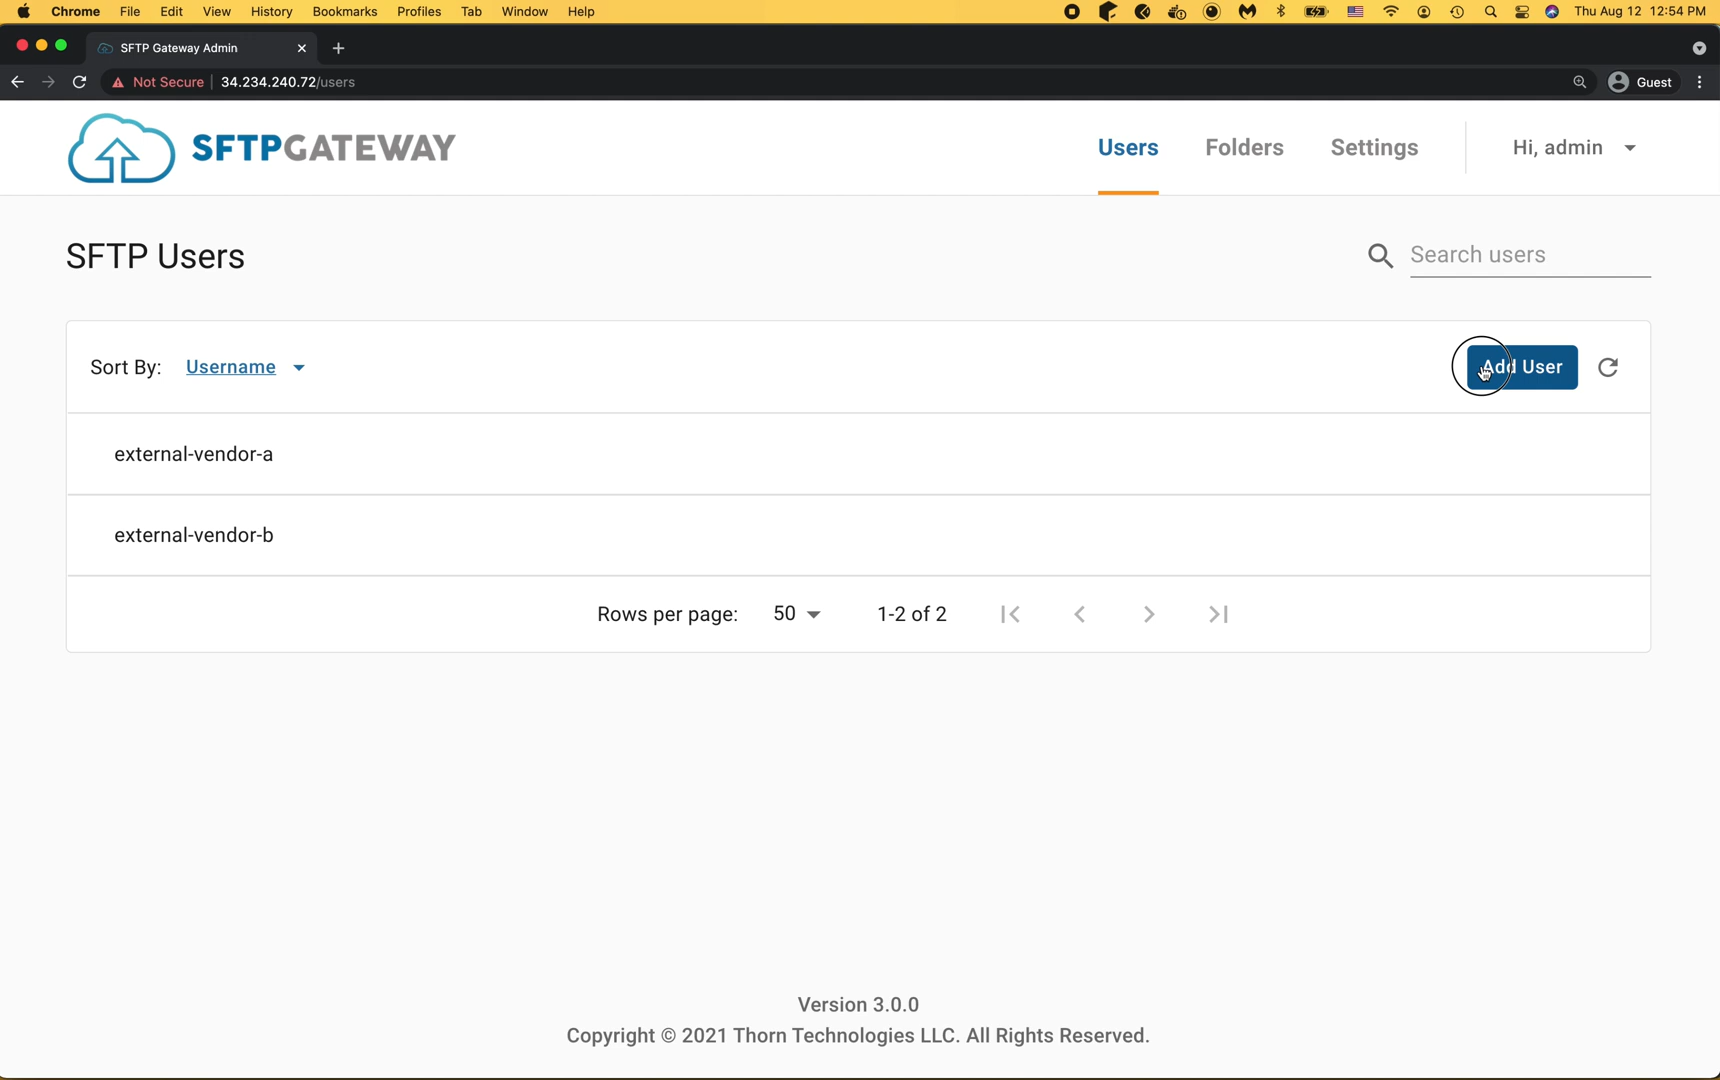 Chrome File Edit View History Bookmarks Profiles Tab Window Help Thu Aug 12 12:54 PM
SFTP Gateway Admin
Not Secure 34.234.240.72/users Guest
SFTPGATEWAY Users Folders Settings Hi, admin
SFTP Users Search users
Sort By: Username Add User
external-vendor-a
external-vendor-b
Rows per page: 50 1-2 of 2
Version 3.0.0
Copyright © 2021 Thorn Technologies LLC. All Rights Reserved.